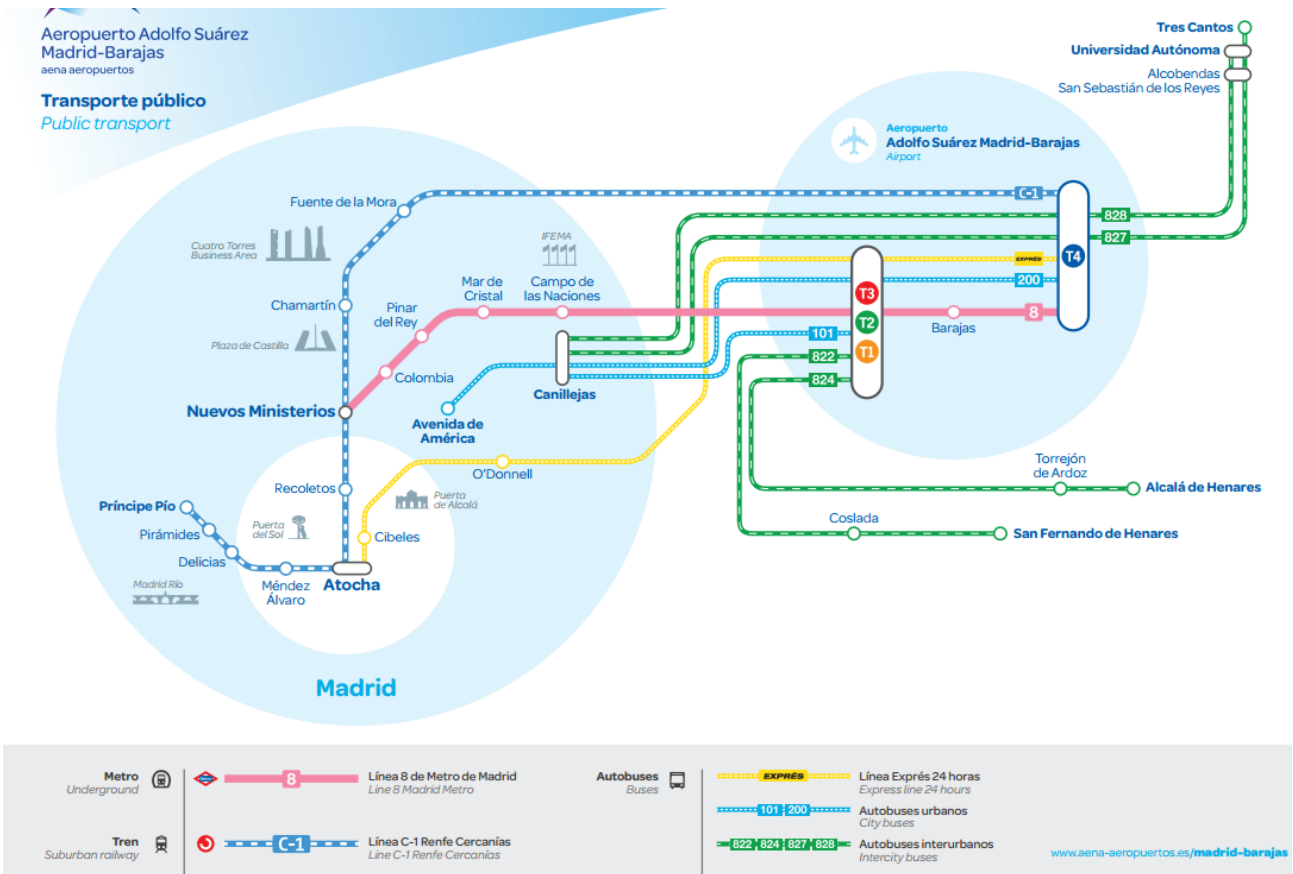 Aeropuerto Adolfo Suárez
Madrid-Barajas
aena aeropuertos
Transporte público
Public transport
Tres Cantos
Universidad Autónoma
Alcobendas
San Sebastián de los Reyes
Aeropuerto
Adolfo Suárez Madrid-Barajas
Airport
Fuente de la Mora
C-1
828
827
Cuatro Torres
Business Area
IFEMA
EXPRÉS
T4
200
Chamartín
Pinar
del Rey
Mar de
Cristal
Campo de
las Naciones
T3
T2
T1
Barajas
8
Plaza de Castilla
101
822
824
Colombia
Canillejas
Nuevos Ministerios
Avenida de
América
O'Donnell
Torrejón
de Ardoz
Alcalá de Henares
Recoletos
Puerta
de Alcalá
Príncipe Pío
Puerta
del Sol
Cibeles
Coslada
San Fernando de Henares
Pirámides
Delicias
Madrid Río
Méndez
Álvaro
Atocha
Madrid
Metro
Underground
8
Línea 8 de Metro de Madrid
Line 8 Madrid Metro
Tren
Suburban railway
C-1
Línea C-1 Renfe Cercanías
Line C-1 Renfe Cercanías
Autobuses
Buses
EXPRÉS
Línea Exprés 24 horas
Express line 24 hours
101 200
Autobuses urbanos
City buses
822 824 827 828
Autobuses interurbanos
Intercity buses
www.aena-aeropuertos.es/madrid-barajas